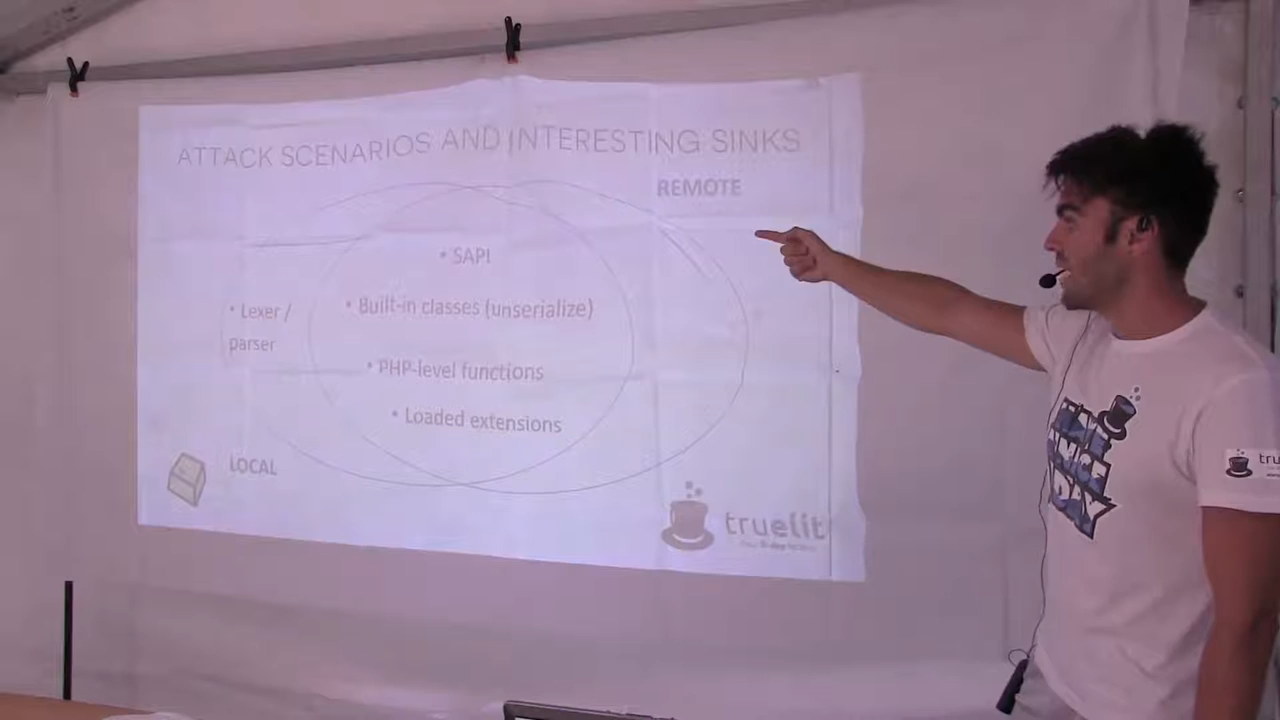 ATTACK SCENARIOS AND INTERESTING SINKS
REMOTE
• SAPI
• Lexer /
parser
• Built-in classes (unserialize)
• PHP-level functions
• Loaded extensions
LOCAL
truelit
tru